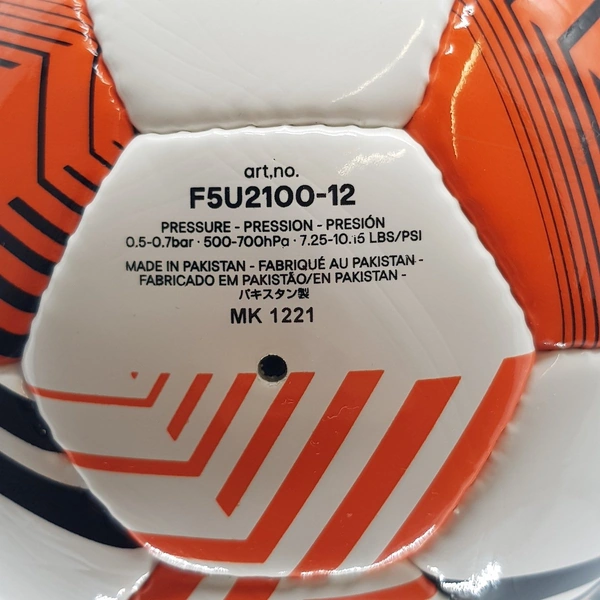 art,no.
F5U2100-12
PRESSURE - PRESSION - PRESIÓN
0.5-0.7bar · 500-700hPa · 7.25-10.15 LBS/PSI
MADE IN PAKISTAN - FABRIQUÉ AU PAKISTAN -
FABRICADO EM PAKISTÃO/EN PAKISTAN -
パキスタン製
MK 1221